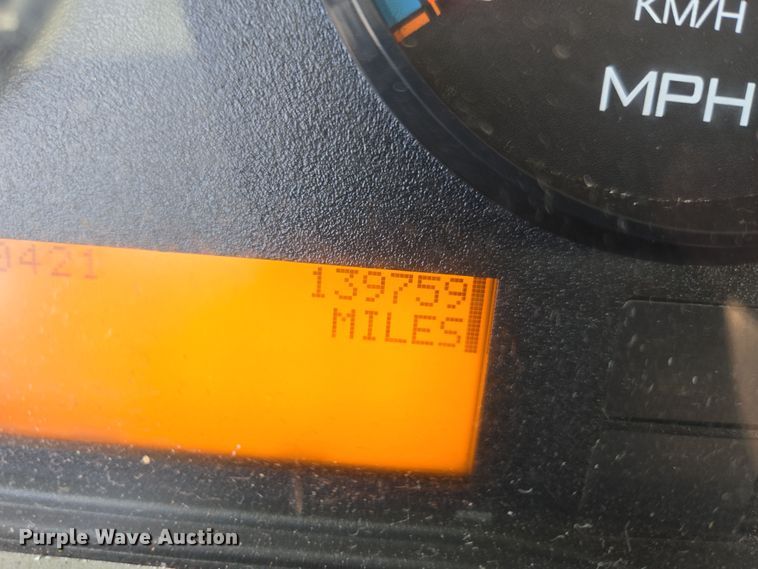 KM/H
MPH
0421 139759
MILES
Purple Wave Auction